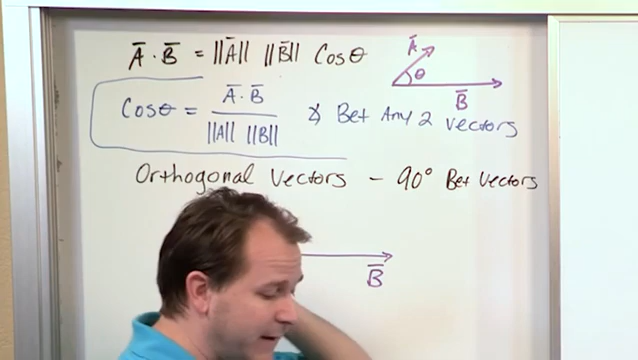 A̅ · B̅ = ||A̅|| ||B̅|| Cosθ
A̅
θ
B̅
Cosθ = A̅ · B̅ / ||A|| ||B|| ∡ Bet Any 2 Vectors
Orthogonal Vectors – 90° Bet Vectors
B̅